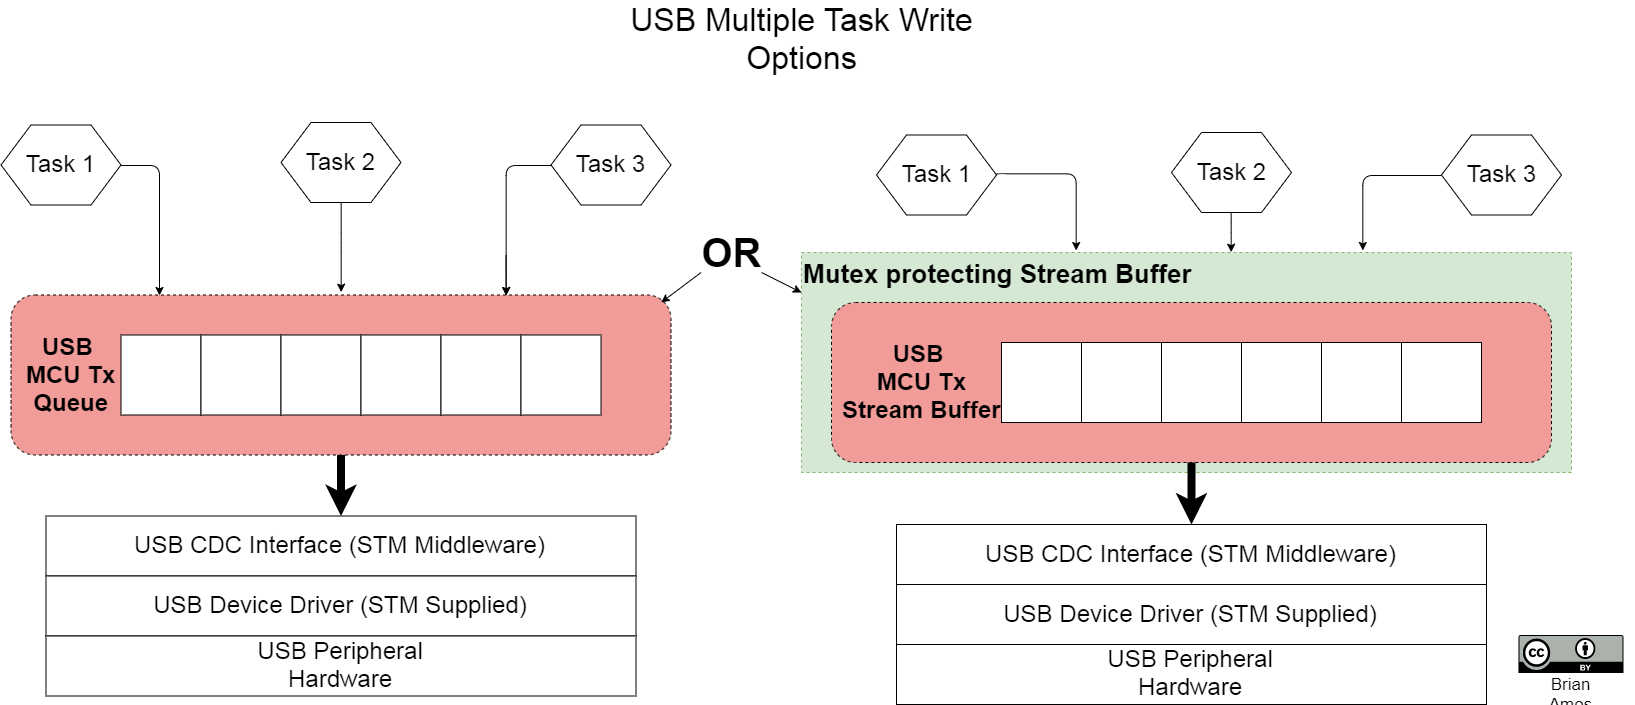 USB Multiple Task Write
Options
Task 1
Task 2
Task 3
OR
USB
MCU Tx
Queue
USB CDC Interface (STM Middleware)
USB Device Driver (STM Supplied)
USB Peripheral
Hardware
Task 1
Task 2
Task 3
Mutex protecting Stream Buffer
USB
MCU Tx
Stream Buffer
USB CDC Interface (STM Middleware)
USB Device Driver (STM Supplied)
USB Peripheral
Hardware
cc
BY
Brian
Amos